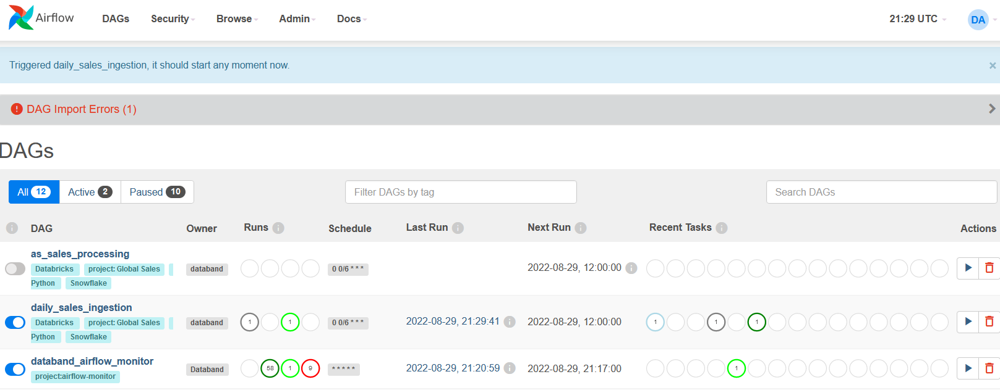 Airflow DAGs Security Browse Admin Docs 21:29 UTC DA
Triggered daily_sales_ingestion, it should start any moment now. ×
! DAG Import Errors (1)
DAGs
All 12 Active 2 Paused 10 Filter DAGs by tag Search DAGs
i DAG Owner Runs i Schedule Last Run i Next Run i Recent Tasks i Actions
as_sales_processing
Databricks project: Global Sales databand 0 0/6 * * * 2022-08-29, 12:00:00 i
Python Snowflake
daily_sales_ingestion
Databricks project: Global Sales databand 1 1 0 0/6 * * * 2022-08-29, 21:29:41 i 2022-08-29, 12:00:00 1 1 1
Python Snowflake
databand_airflow_monitor
project:airflow-monitor Databand 58 1 9 * * * * * 2022-08-29, 21:20:59 i 2022-08-29, 21:17:00 1